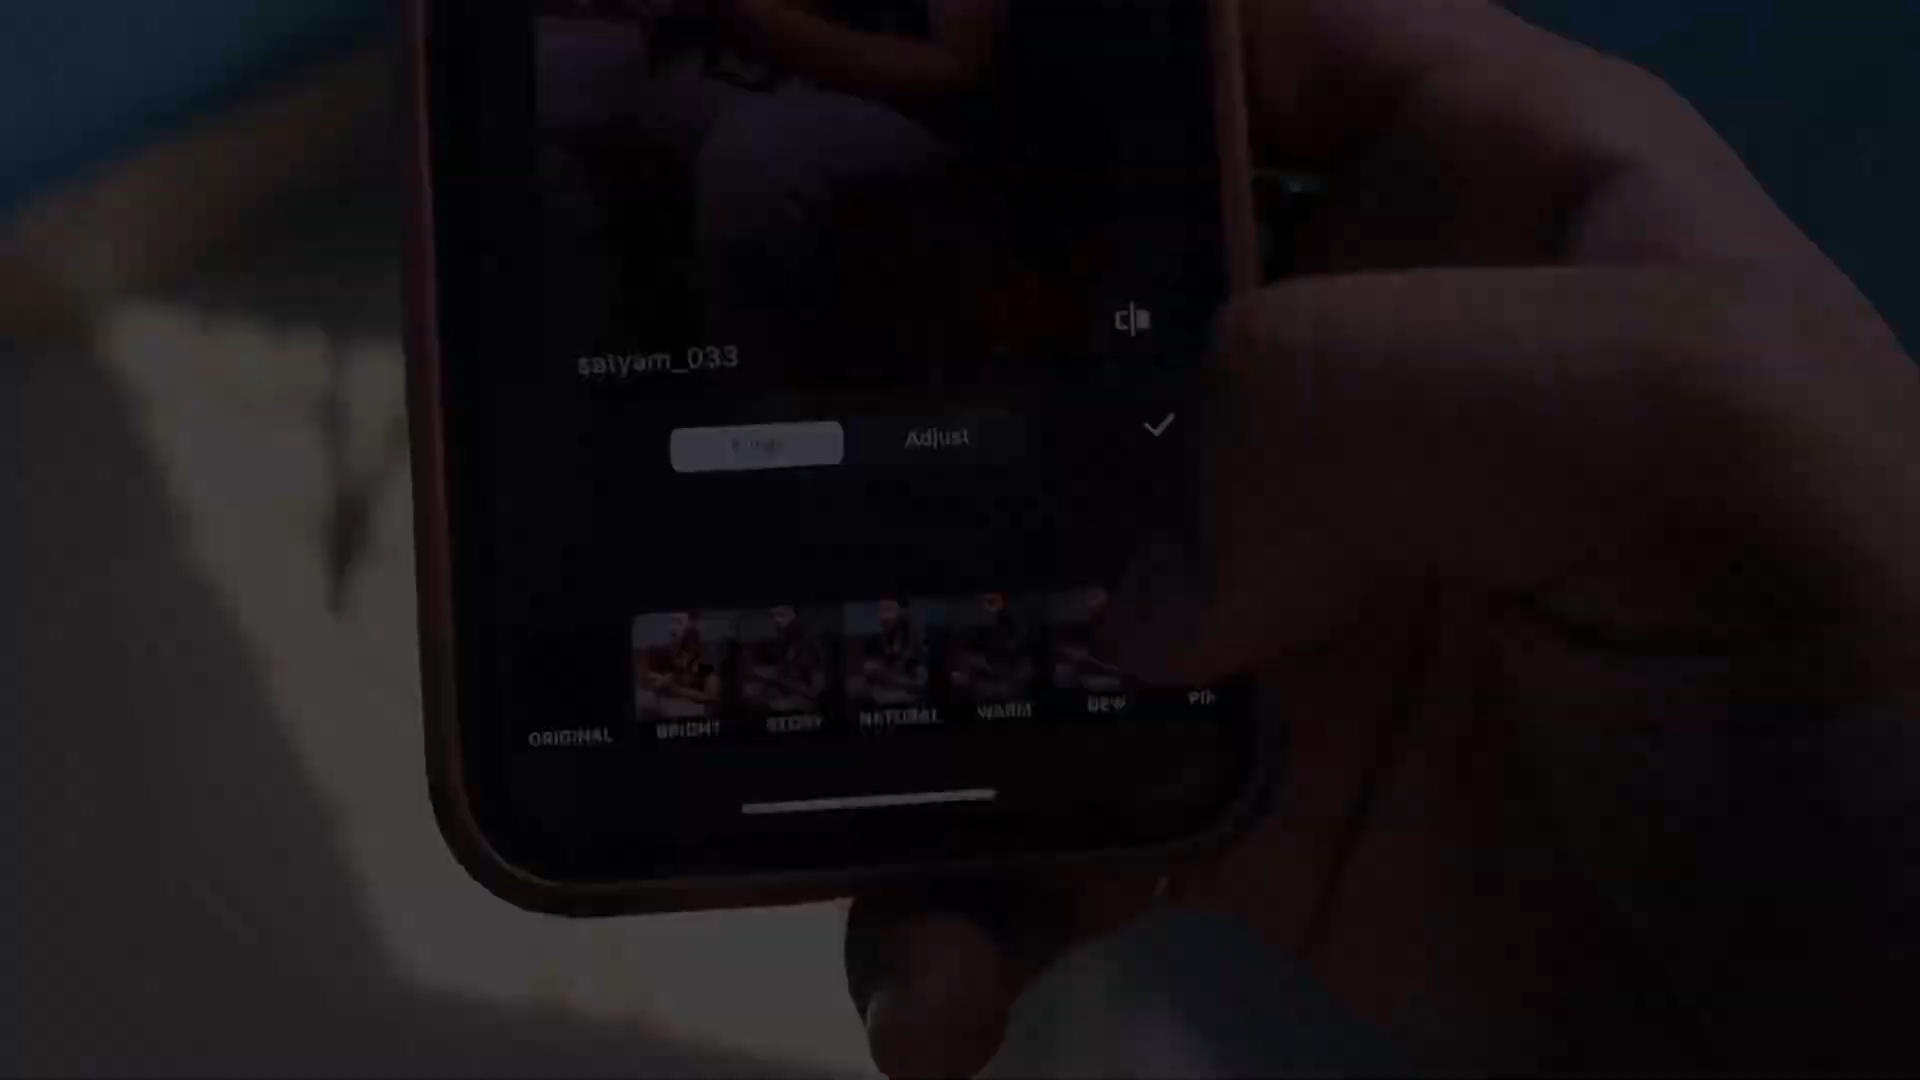 satyam_033
Adjust
ORIGINAL
BRIGHT
STORY
NATURAL
WARM
DEW